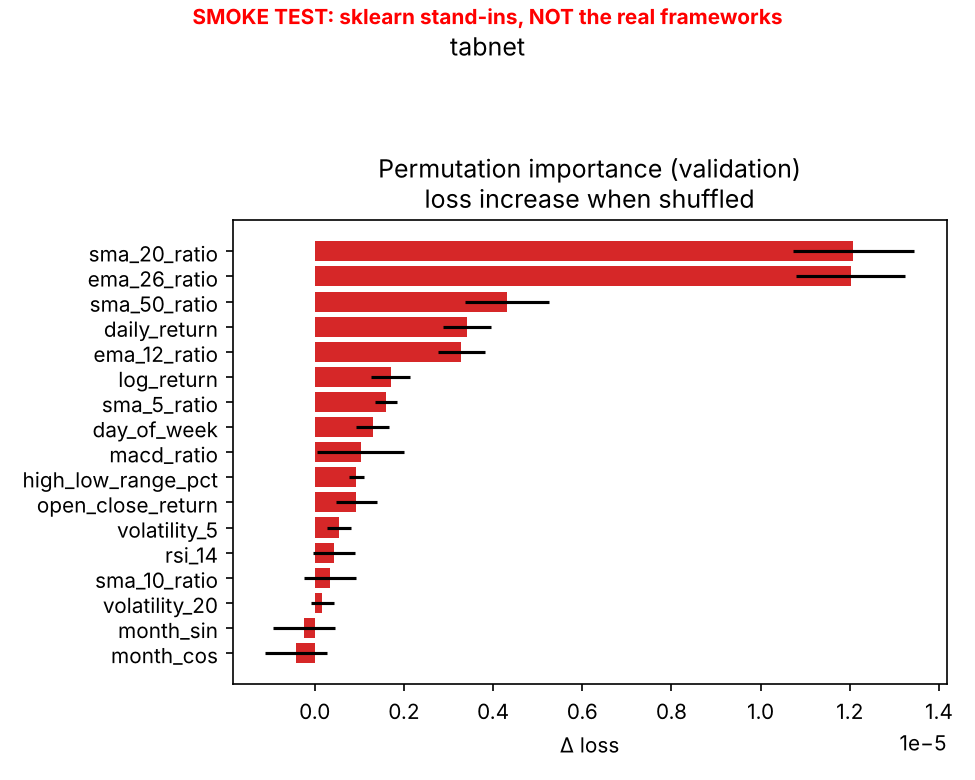 SMOKE TEST: sklearn stand-ins, NOT the real frameworks
tabnet
Permutation importance (validation)
loss increase when shuffled
sma_20_ratio
ema_26_ratio
sma_50_ratio
daily_return
ema_12_ratio
log_return
sma_5_ratio
day_of_week
macd_ratio
high_low_range_pct
open_close_return
volatility_5
rsi_14
sma_10_ratio
volatility_20
month_sin
month_cos
0.0 0.2 0.4 0.6 0.8 1.0 1.2 1.4
Δ loss
1e−5